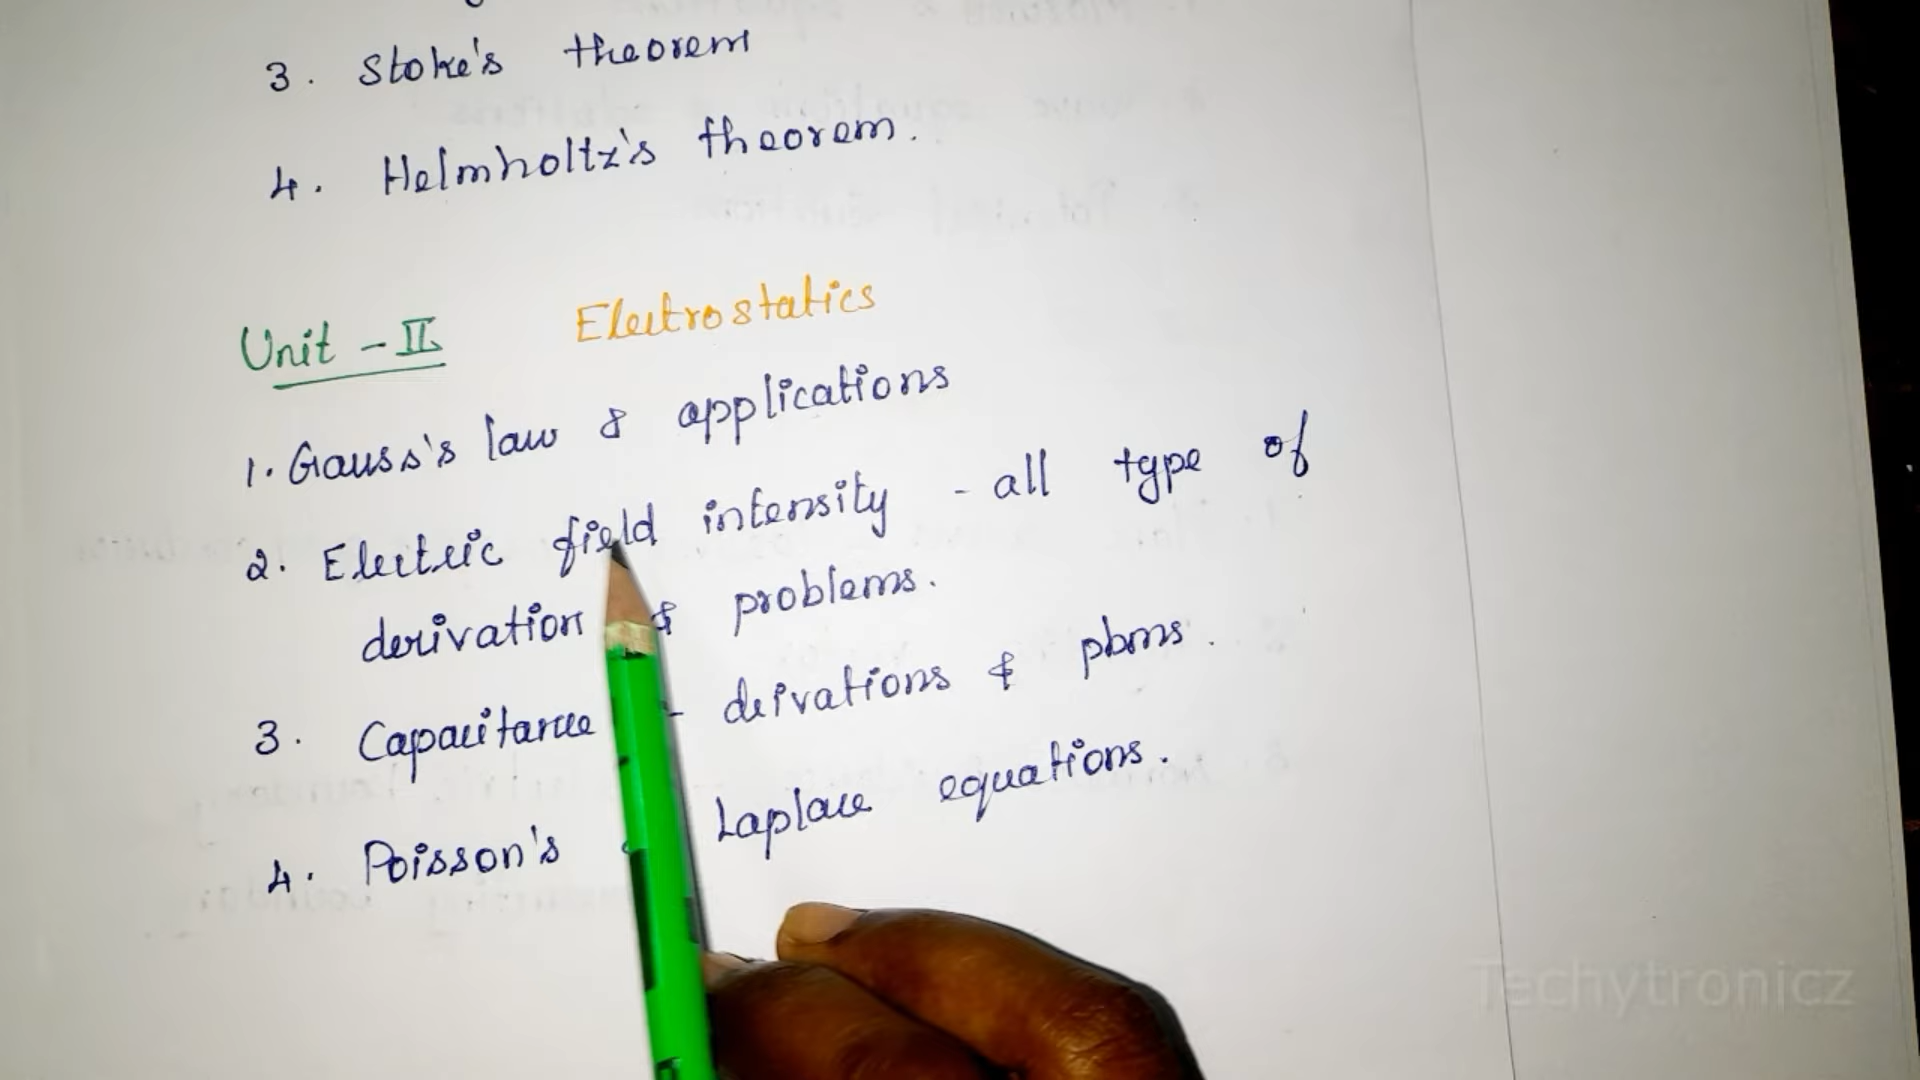 3. Stoke's theorem
4. Helmholtz's theorem.
Unit - II Electrostatics
1. Gauss's law & applications
2. Electric field intensity - all type of
derivation & problems.
3. Capacitance - deivations & pbms.
4. Poisson's Laplace equations.
Techytronicz